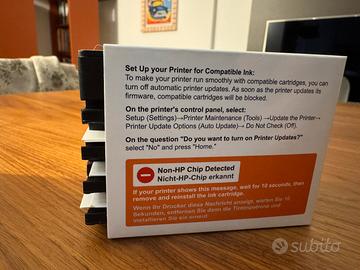 Set Up your Printer for Compatible Ink:
To make your printer run smoothly with compatible cartridges, you can
turn off automatic printer updates. As soon as the printer updates its
firmware, compatible cartridges will be blocked.
On the printer's control panel, select:
Setup (Settings)→Printer Maintenance (Tools) →Update the Printer→
Printer Update Options (Auto Update)→ Do Not Check (Off).
On the question "Do you want to turn on Printer Updates?"
select "No" and press "Home."
Non-HP Chip Detected
Nicht-HP-Chip erkannt
If your printer shows this message, wait for 10 seconds, then
remove and reinstall the ink cartridge.
Wenn Ihr Drucker diese Nachricht anzeigt, warten Sie 10
Sekunden, entfernen Sie dann die Tintenpatrone und
installieren Sie sie erneut
subito